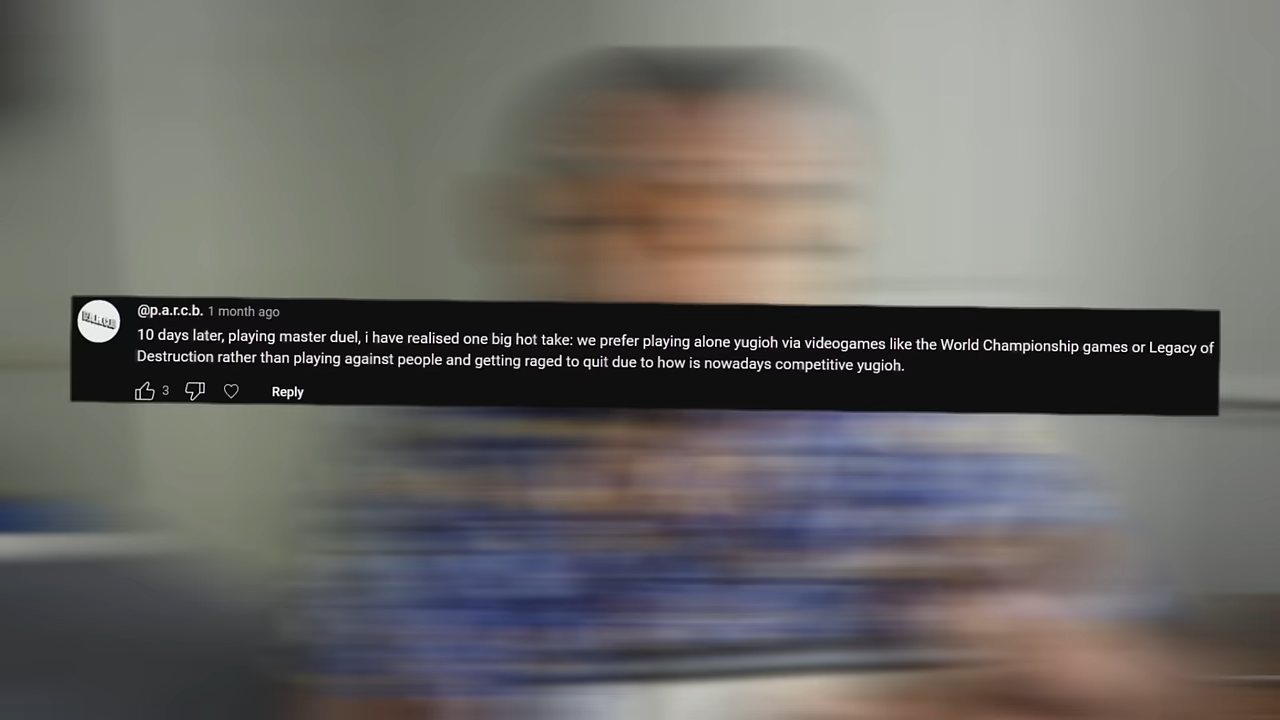 @p.a.r.c.b. 1 month ago
10 days later, playing master duel, i have realised one big hot take: we prefer playing alone yugioh via videogames like the World Championship games or Legacy of
Destruction rather than playing against people and getting raged to quit due to how is nowadays competitive yugioh.
3 Reply